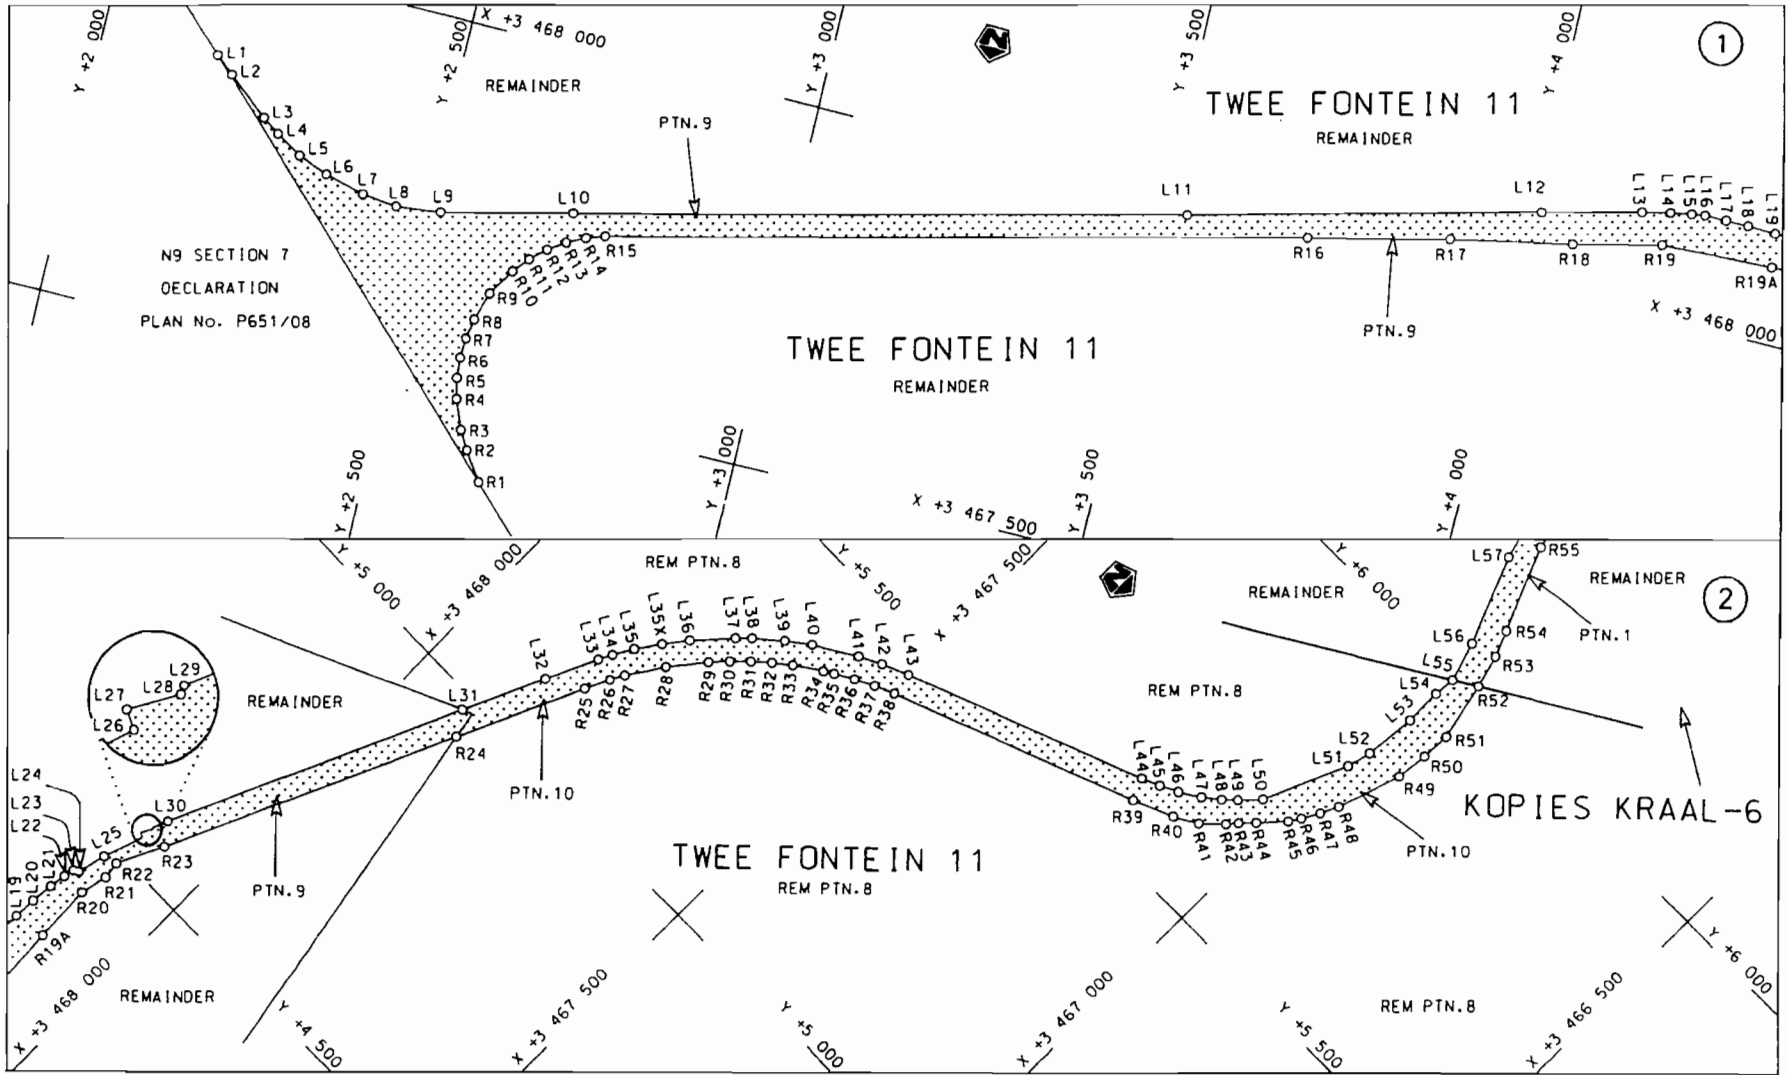 Y +2 000
Y +2 500
X +3 468 000
Y +3 000
Y +3 500
Y +4 000
1
L1
L2
L3
L4
L5
L6
L7
L8
L9
L10
L11
L12
L13
L14
L15
L16
L17
L18
L19
REMAINDER
PTN.9
TWEE FONTEIN 11
REMAINDER
N9 SECTION 7
DECLARATION
PLAN No. P651/08
R15
R14
R13
R12
R11
R10
R9
R8
R7
R6
R5
R4
R3
R2
R1
R16
R17
R18
R19
R19A
PTN.9
X +3 468 000
TWEE FONTEIN 11
REMAINDER
Y +2 500
Y +3 000
X +3 467 500
Y +3 500
Y +4 000
Y +5 000
X +3 468 000
REM PTN.8
Y +5 500
X +3 467 500
Y +6 000
REMAINDER
REMAINDER
2
L57
R55
PTN.1
L56
R54
L55
R53
L54
R52
L53
R51
L52
R50
L51
R49
L29
L28
L27
L26
REMAINDER
L31
L32
L33
L34
L35
L35X
L36
L37
L38
L39
L40
L41
L42
L43
R24
R25
R26
R27
R28
R29
R30
R31
R32
R33
R34
R35
R36
R37
R38
PTN.10
REM PTN.8
L44
L45
L46
L47
L48
L49
L50
R39
R40
R41
R42
R43
R44
R45
R46
R47
R48
PTN.10
KOPIES KRAAL-6
L24
L23
L22
L21
L20
L19
L25
L30
R23
R22
R21
R20
R19A
PTN.9
TWEE FONTEIN 11
REM PTN.8
REMAINDER
X +3 468 000
Y +4 500
X +3 467 500
Y +5 000
X +3 467 000
Y +5 500
REM PTN.8
X +3 466 500
Y +6 000